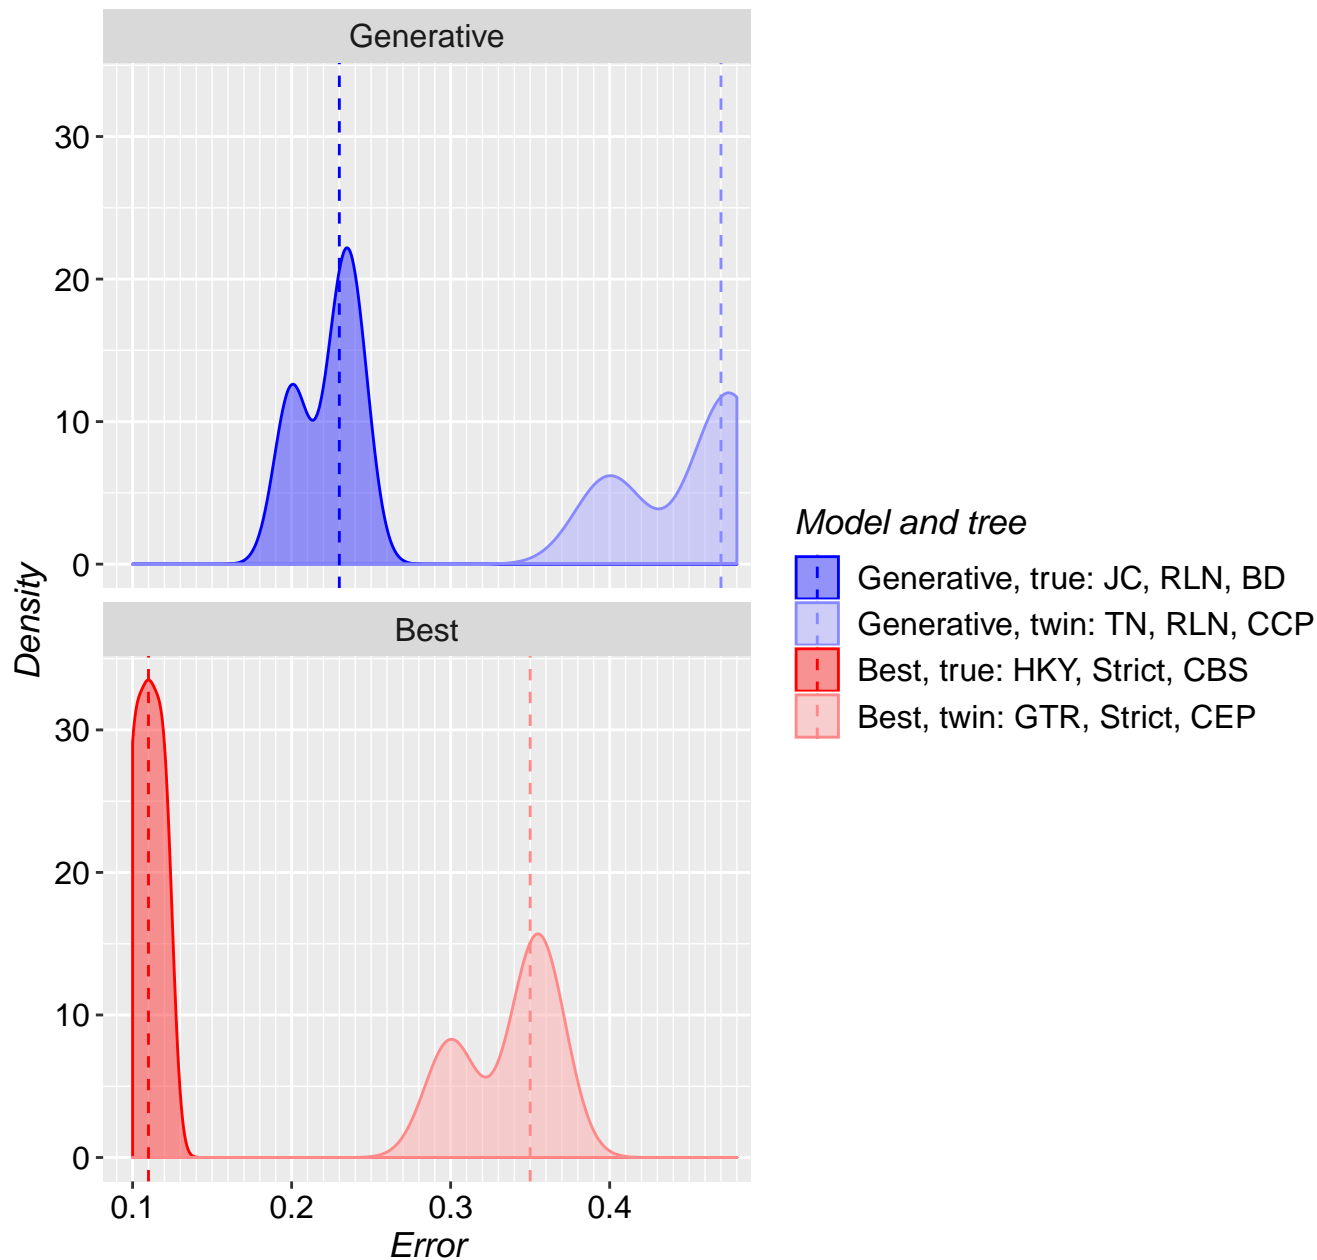 Generative
30
20
10
0
Density
Best
30
20
10
0
0.1 0.2 0.3 0.4
Error
Model and tree
Generative, true: JC, RLN, BD
Generative, twin: TN, RLN, CCP
Best, true: HKY, Strict, CBS
Best, twin: GTR, Strict, CEP